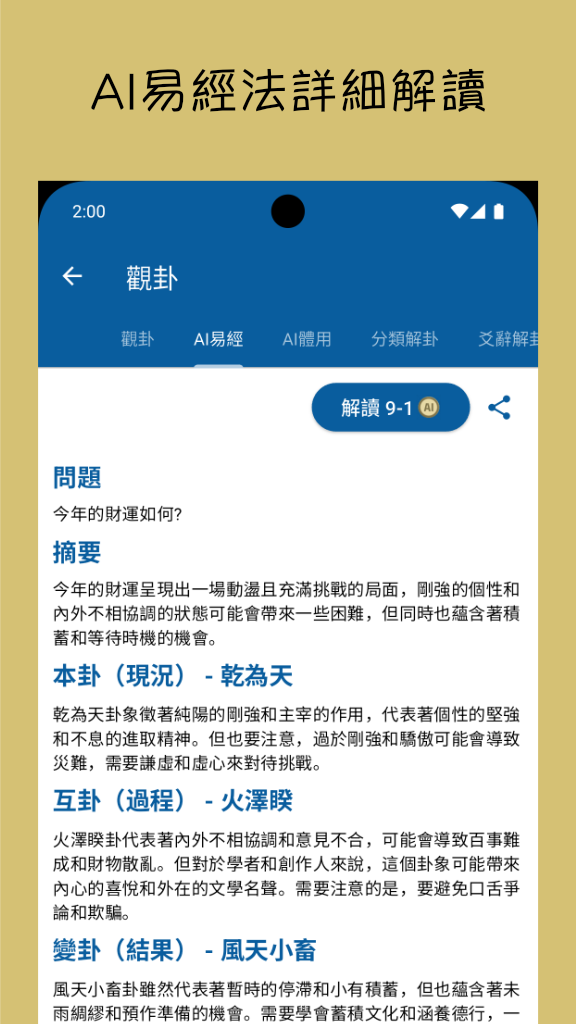 AI易經法詳細解讀
2:00
觀卦
觀卦 AI易經 AI體用 分類解卦 爻辭解卦
解讀 9-1 AI
問題
今年的財運如何?
摘要
今年的財運呈現出一場動盪且充滿挑戰的局面，剛強的個性和
內外不相協調的狀態可能會帶來一些困難，但同時也蘊含著積
蓄和等待時機的機會。
本卦（現況） - 乾為天
乾為天卦象徵著純陽的剛強和主宰的作用，代表著個性的堅強
和不息的進取精神。但也要注意，過於剛強和驕傲可能會導致
災難，需要謙虛和虛心來對待挑戰。
互卦（過程） - 火澤睽
火澤睽卦代表著內外不相協調和意見不合，可能會導致百事難
成和財物散亂。但對於學者和創作人來說，這個卦象可能帶來
內心的喜悅和外在的文學名聲。需要注意的是，要避免口舌爭
論和欺騙。
變卦（結果） - 風天小畜
風天小畜卦雖然代表著暫時的停滯和小有積蓄，但也蘊含著未
雨綢繆和預作準備的機會。需要學會蓄積文化和涵養德行，一